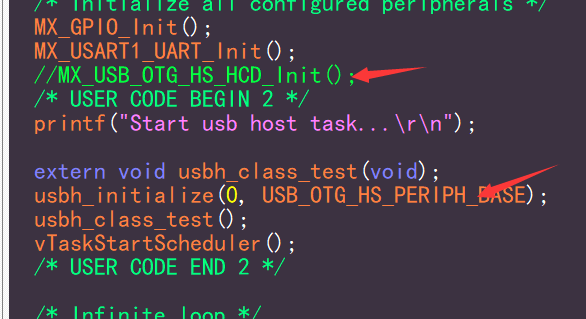 /* Initialize all configured peripherals */
MX_GPIO_Init();
MX_USART1_UART_Init();
//MX_USB_OTG_HS_HCD_Init();
/* USER CODE BEGIN 2 */
printf("Start usb host task...\r\n");
extern void usbh_class_test(void);
usbh_initialize(0, USB_OTG_HS_PERIPH_BASE);
usbh_class_test();
vTaskStartScheduler();
/* USER CODE END 2 */
/* Infinite loop */